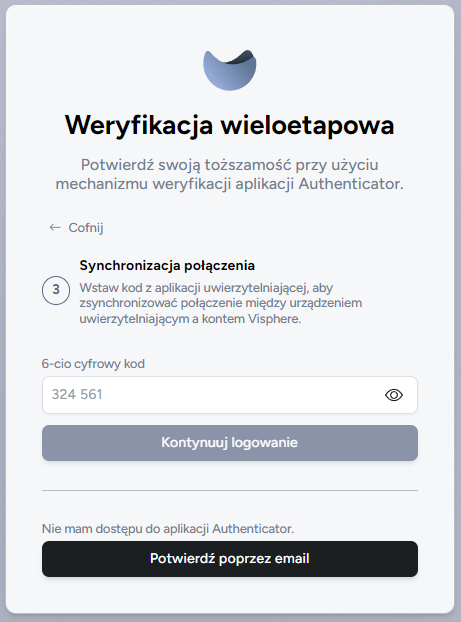 Weryfikacja wieloetapowa
Potwierdź swoją toższamość przy użyciu
mechanizmu weryfikacji aplikacji Authenticator.
← Cofnij
Synchronizacja połączenia
3
Wstaw kod z aplikacji uwierzytelniającej, aby
zsynchronizować połączenie między urządzeniem
uwierzytelniającym a kontem Visphere.
6-cio cyfrowy kod
324 561
Kontynuuj logowanie
Nie mam dostępu do aplikacji Authenticator.
Potwierdź poprzez email